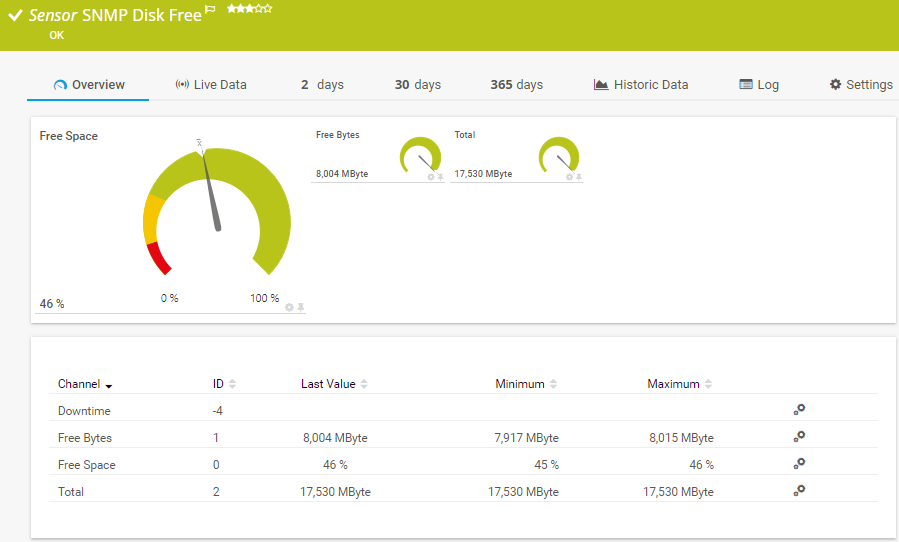 Sensor SNMP Disk Free
OK
Overview Live Data 2 days 30 days 365 days Historic Data Log Settings
Free Space
46 %
0 % 100 %
Free Bytes
8,004 MByte
Total
17,530 MByte
Channel ID Last Value Minimum Maximum
Downtime -4
Free Bytes 1 8,004 MByte 7,917 MByte 8,015 MByte
Free Space 0 46 % 45 % 46 %
Total 2 17,530 MByte 17,530 MByte 17,530 MByte